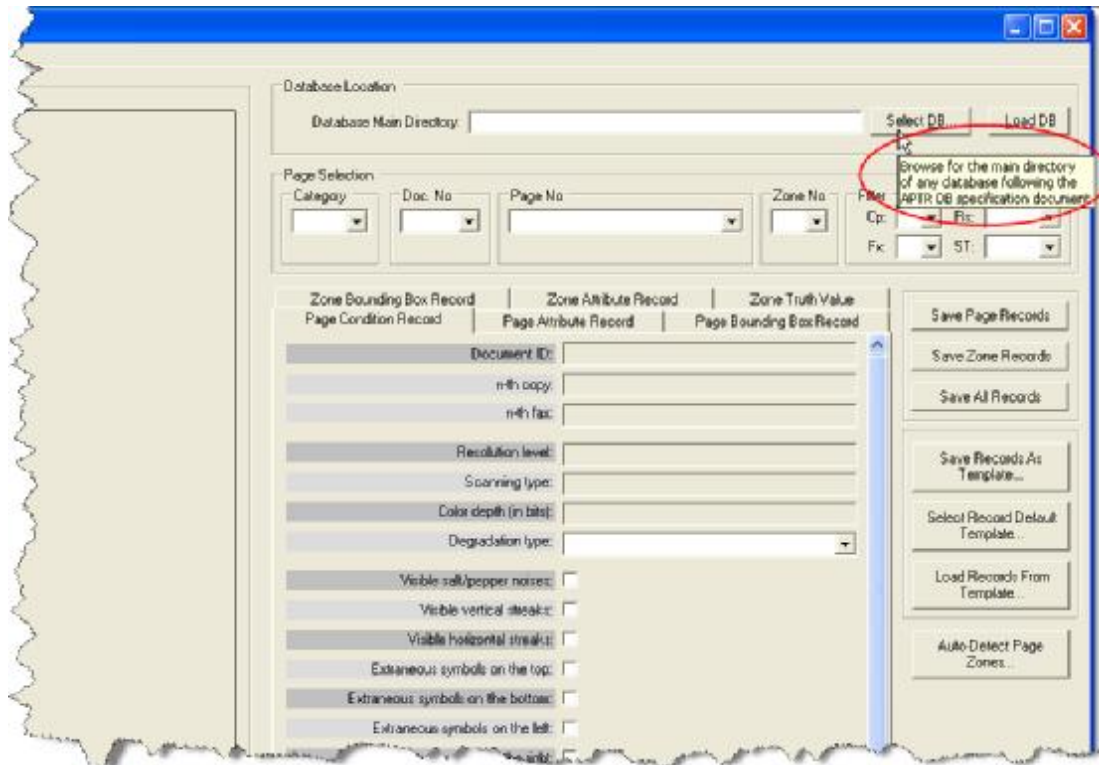 Database Location
Database Main Directory:
Select DB...
Load DB
Browse for the main directory
of any database following the
APTR DB specification document
Page Selection
Category
Doc. No
Page No
Zone No
Filter
Cp:
Rs:
Fx:
ST:
Zone Bounding Box Record
Zone Attribute Record
Zone Truth Value
Page Condition Record
Page Attribute Record
Page Bounding Box Record
Document ID:
n-th copy:
n-th fax:
Resolution level:
Scanning type:
Color depth (in bits):
Degradation type:
Visible salt/pepper noises:
Visible vertical streaks:
Visible horizontal streaks:
Extraneous symbols on the top:
Extraneous symbols on the bottom:
Extraneous symbols on the left:
the right:
Save Page Records
Save Zone Records
Save All Records
Save Records As
Template...
Select Record Default
Template...
Load Records From
Template...
Auto-Detect Page
Zones...